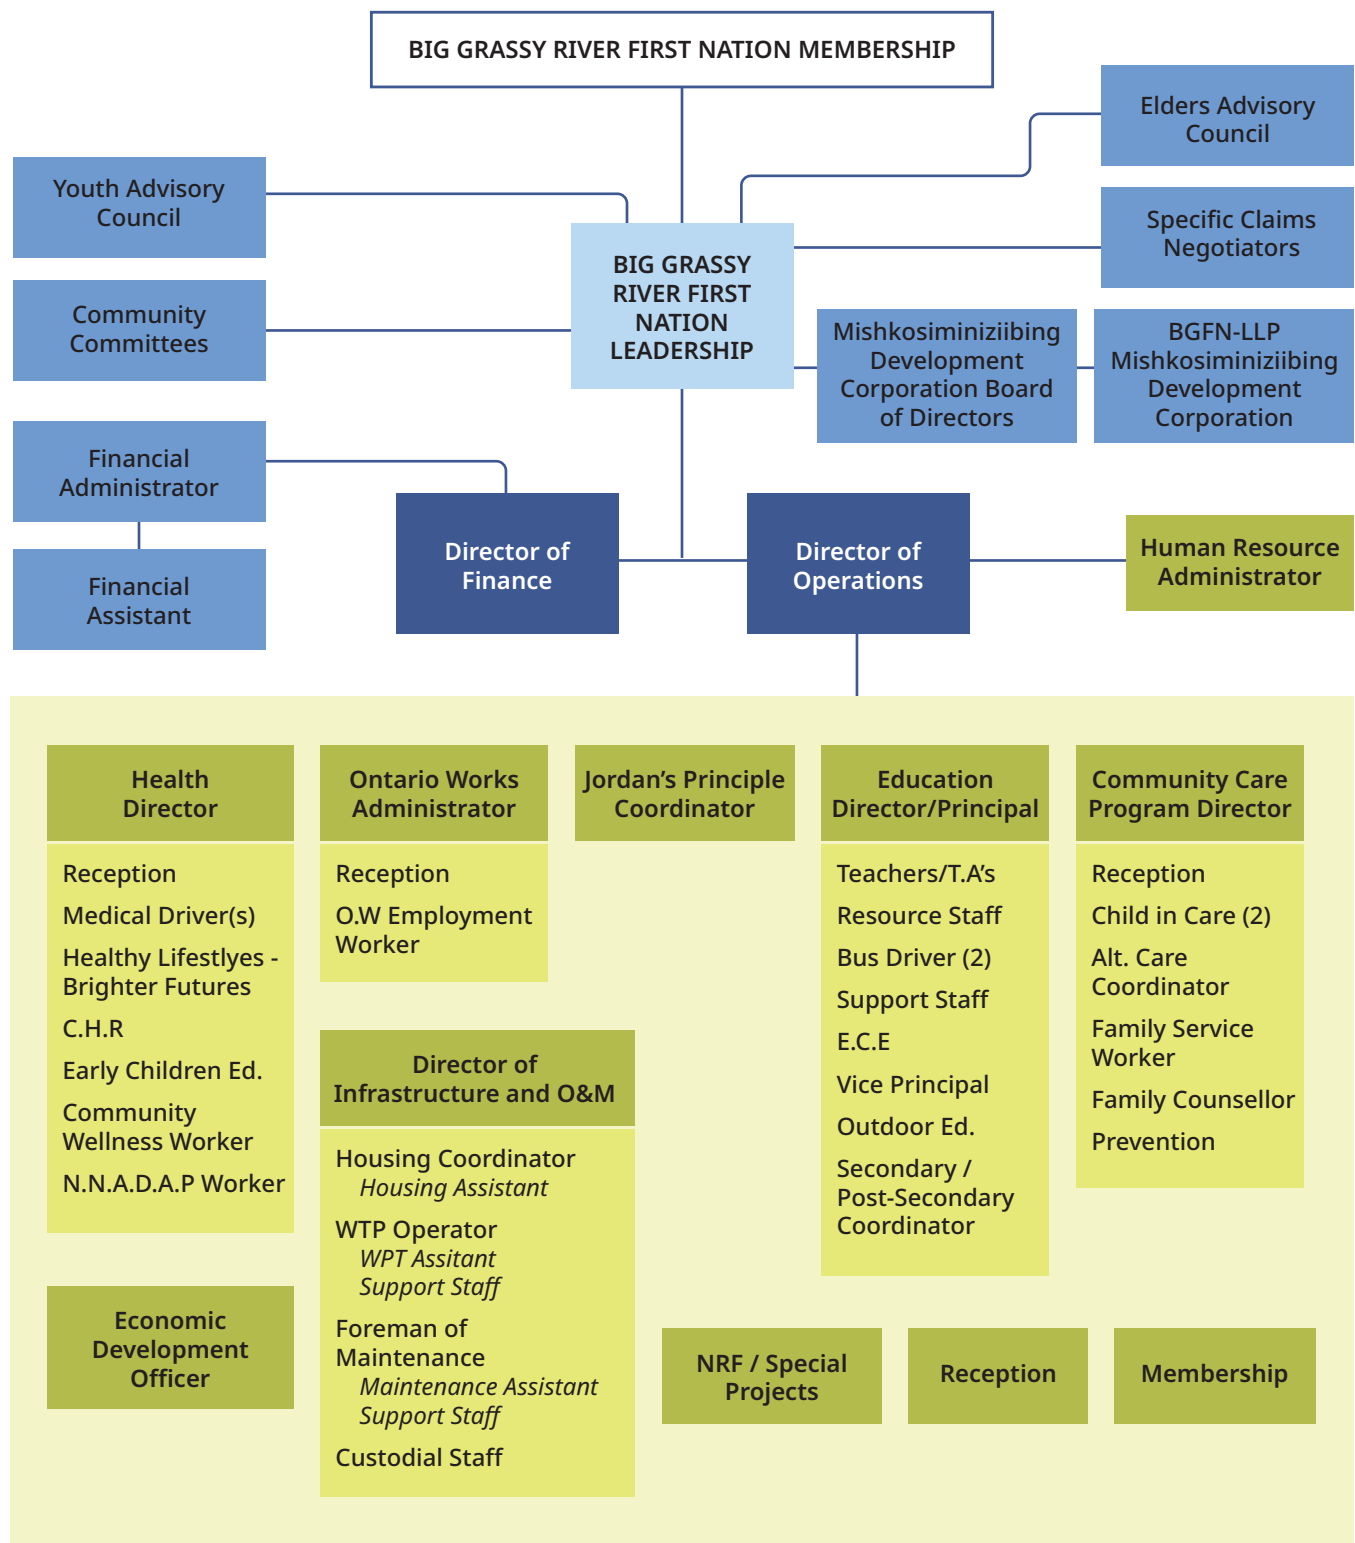 BIG GRASSY RIVER FIRST NATION MEMBERSHIP
Elders Advisory
Council
Youth Advisory
Council
Specific Claims
Negotiators
BIG GRASSY
RIVER FIRST
NATION
LEADERSHIP
Community
Committees
Mishkosiminiziibing
Development
Corporation Board
of Directors
BGFN-LLP
Mishkosiminiziibing
Development
Corporation
Financial
Administrator
Director of
Finance
Director of
Operations
Human Resource
Administrator
Financial
Assistant
Health
Director
Reception
Medical Driver(s)
Healthy Lifestlyes -
Brighter Futures
C.H.R
Early Children Ed.
Community
Wellness Worker
N.N.A.D.A.P Worker
Ontario Works
Administrator
Reception
O.W Employment
Worker
Jordan’s Principle
Coordinator
Education
Director/Principal
Teachers/T.A’s
Resource Staff
Bus Driver (2)
Support Staff
E.C.E
Vice Principal
Outdoor Ed.
Secondary /
Post-Secondary
Coordinator
Community Care
Program Director
Reception
Child in Care (2)
Alt. Care
Coordinator
Family Service
Worker
Family Counsellor
Prevention
Director of
Infrastructure and O&M
Housing Coordinator
Housing Assistant
WTP Operator
WPT Assitant
Support Staff
Foreman of
Maintenance
Maintenance Assistant
Support Staff
Custodial Staff
Economic
Development
Officer
NRF / Special
Projects
Reception
Membership